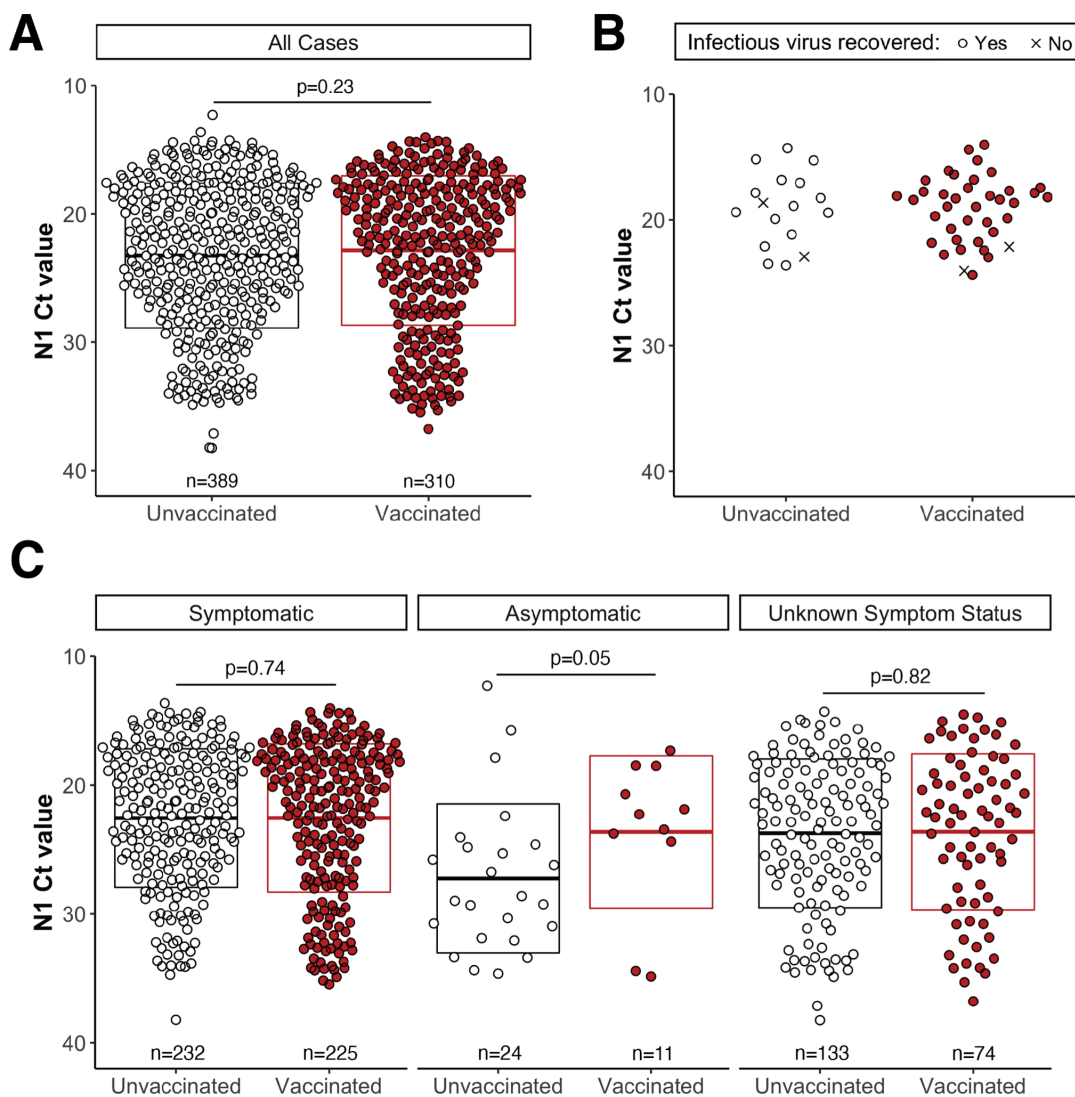 A
All Cases
N1 Ct value
10
20
30
40
p=0.23
n=389
n=310
Unvaccinated
Vaccinated
B
Infectious virus recovered: ○ Yes × No
N1 Ct value
10
20
30
40
Unvaccinated
Vaccinated
C
N1 Ct value
10
20
30
40
Symptomatic
p=0.74
n=232
n=225
Unvaccinated
Vaccinated
Asymptomatic
p=0.05
n=24
n=11
Unvaccinated
Vaccinated
Unknown Symptom Status
p=0.82
n=133
n=74
Unvaccinated
Vaccinated